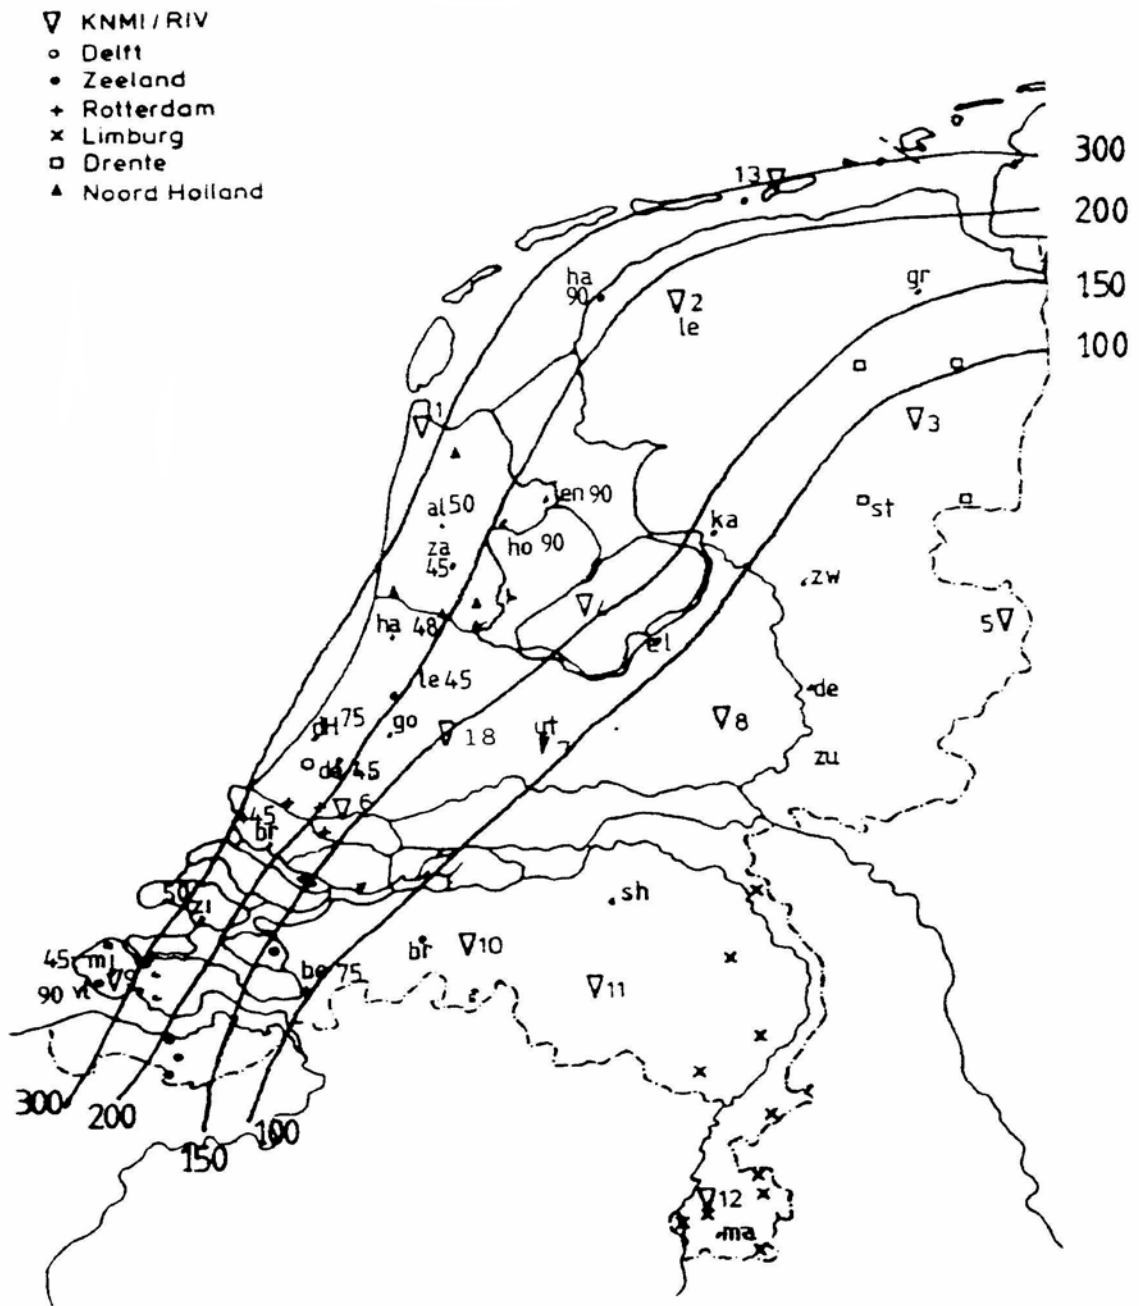 KNMI / RIV
Delft
Zeeland
Rotterdam
Limburg
Drente
Noord Holland
300
13
200
ha
90
gr
150
2
le
100
1
3
al 50
en 90
st
za
45
ho 90
ka
zw
ha 48
5
el
le 45
de
dH 75
go
18
ut
7
8
zu
de 45
6
45
br
50
zi
sh
45 mi
9
br
10
90 vl
be 75
11
300
200
100
150
12
ma